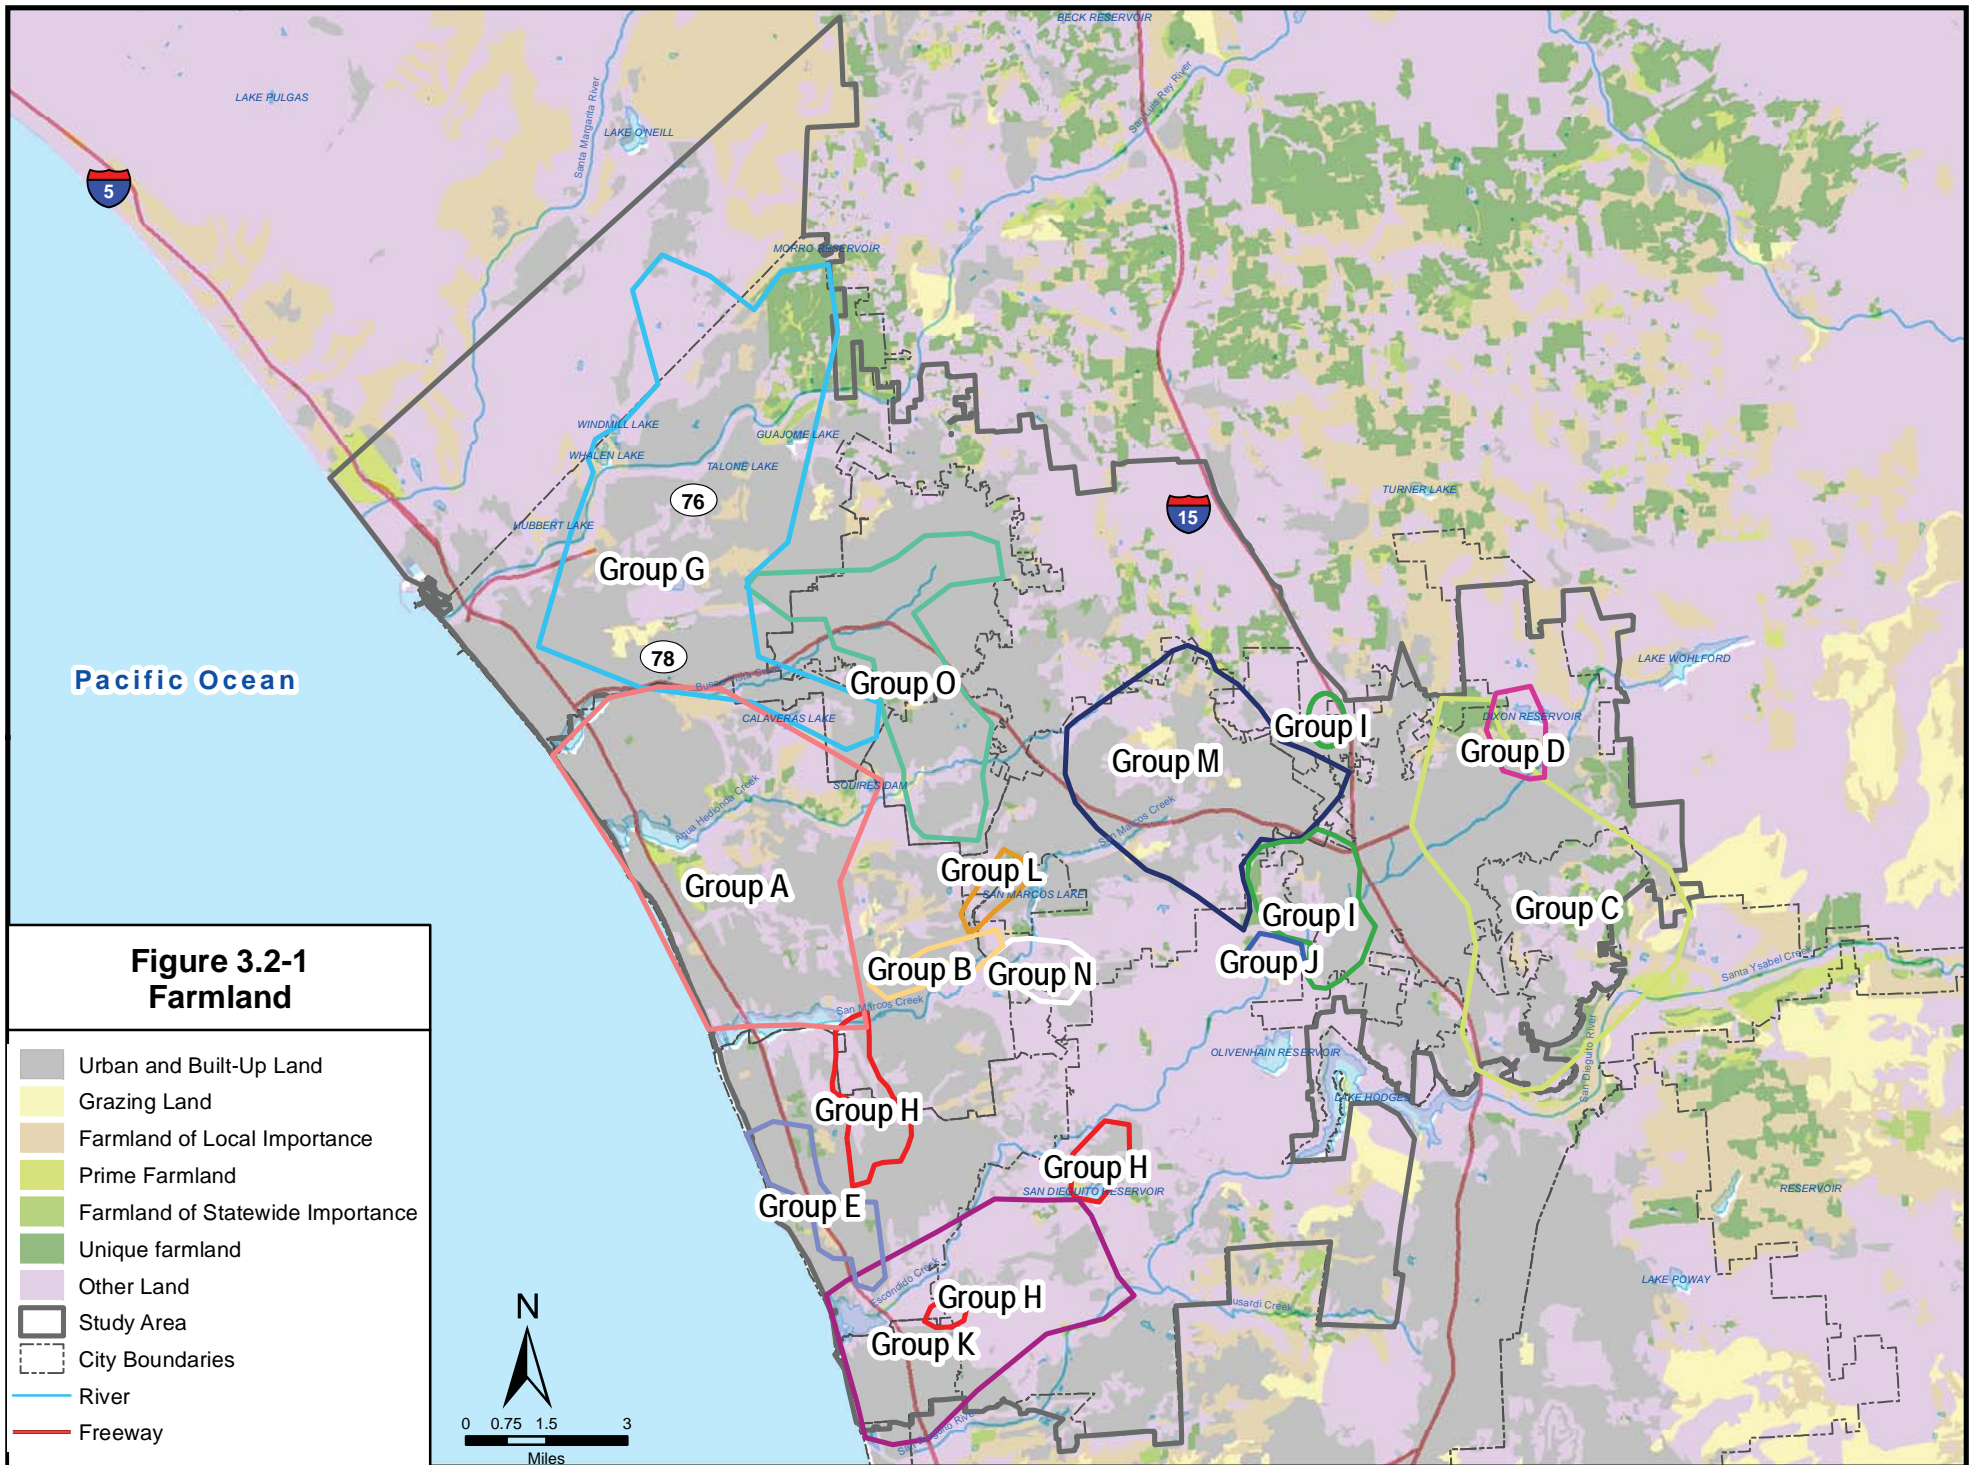 BECK RESERVOIR
LAKE PULGAS
Santa Margarita River
LAKE O'NEILL
San Luis Rey River
5
MORRO RESERVOIR
WINDMILL LAKE
GUAJOME LAKE
WHALEN LAKE
TALONE LAKE
76
TURNER LAKE
15
HUBBERT LAKE
Group G
78
LAKE WOHLFORD
Pacific Ocean
Group O
CALAVERAS LAKE
DIXON RESERVOIR
Group I
Group D
Group M
SQUIRES DAM
Agua Hedionda Creek
San Marcos Creek
Group A
Group L
SAN MARCOS LAKE
Group I
Group C
Group B
Group N
Group J
Santa Ysabel Creek
San Marcos Creek
OLIVENHAIN RESERVOIR
San Dieguito River
LAKE HODGES
Group H
Group H
SAN DIEGUITO RESERVOIR
RESERVOIR
Group E
Escondido Creek
Group H
LAKE POWAY
Group K
Figure 3.2-1
Farmland
Urban and Built-Up Land
Grazing Land
Farmland of Local Importance
Prime Farmland
Farmland of Statewide Importance
Unique farmland
Other Land
Study Area
City Boundaries
River
Freeway
N
0 0.75 1.5 3
Miles